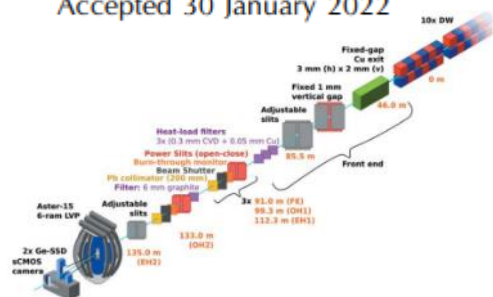 Accepted 30 January 2022
10x DW
Fixed-gap
Cu exit
3 mm (h) x 2 mm (v)
0 m
Fixed 1 mm
vertical gap
46.0 m
Adjustable
slits
Heat-load filters
3x (0.3 mm CVD + 0.05 mm Cu)
85.5 m
Power Slits (open-close)
Burn-through monitor
Beam Shutter
Front end
Pb collimator (200 mm)
Filter: 6 mm graphite
3x
91.0 m (FE)
99.3 m (OH1)
112.3 m (EH1)
Aster-15
6-ram LVP
Adjustable
slits
133.0 m
(OH2)
135.0 m
(EH2)
2x Ge-SSD
sCMOS
camera